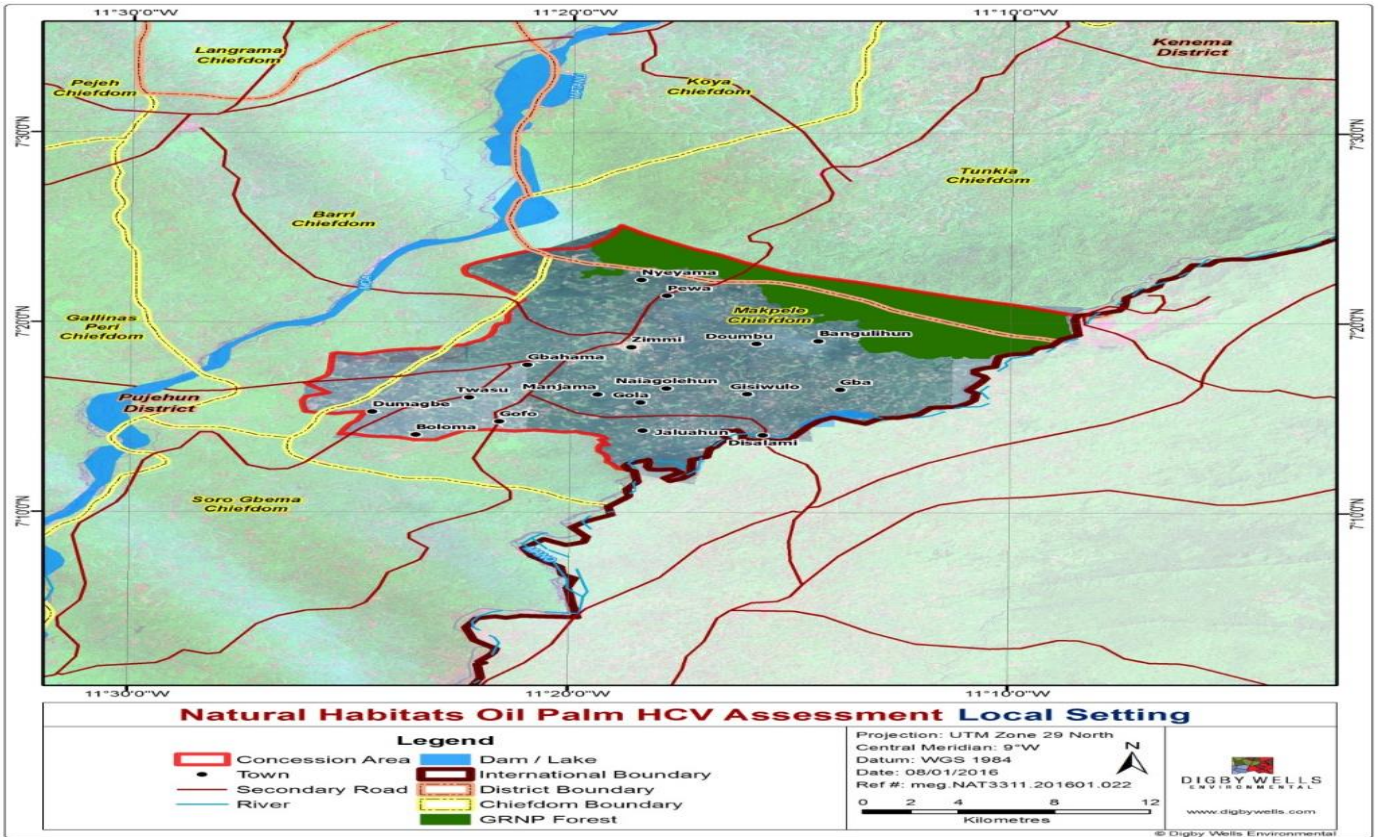 11°30'0"W
11°20'0"W
11°10'0"W
Langrama
Chiefdom
Kenema
District
Pejeh
Chiefdom
Koya
Chiefdom
7°30'0"N
7°30'0"N
Tunkia
Chiefdom
Barri
Chiefdom
Nyeyama
Pewa
Makpele
Chiefdom
Gallinas
Peri
Chiefdom
7°20'0"N
7°20'0"N
Zimmi
Doumbu
Bangulihun
Gbahama
Pujehun
District
Twasu
Manjama
Naiagolehun
Gisiwulo
Gba
Dumagbe
Gola
Gofo
Boloma
Jaluahun
Disalami
Soro Gbema
Chiefdom
7°10'0"N
7°10'0"N
11°30'0"W
11°20'0"W
11°10'0"W
Natural Habitats Oil Palm HCV Assessment Local Setting
Legend
Concession Area
Town
Secondary Road
River
Dam / Lake
International Boundary
District Boundary
Chiefdom Boundary
GRNP Forest
Projection: UTM Zone 29 North
Central Meridian: 9°W
Datum: WGS 1984
Date: 08/01/2016
Ref #: meg.NAT3311.201601.022
N
0 2 4 8 12
Kilometres
DIGBY WELLS
ENVIRONMENTAL
www.digbywells.com
© Digby Wells Environmental